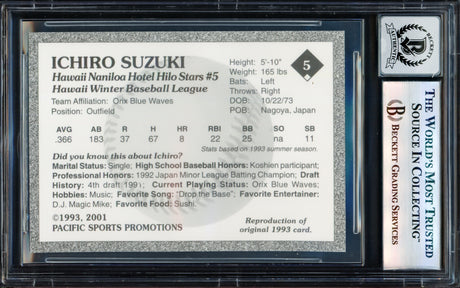 ICHIRO SUZUKI
Hawaii Naniloa Hotel Hilo Stars #5
Hawaii Winter Baseball League
Team Affiliation: Orix Blue Waves
Position: Outfield
Height: 5'-10"
Weight: 165 lbs
Bats: Left
Throws: Right
DOB: 10/22/73
POB: Nagoya, Japan
5
AVG AB R H HR RBI BB SO SB
.366 183 37 67 8 22 25 na 11
Stats based on 1993 summer season.
Did you know this about Ichiro?
Marital Status: Singer; High School Baseball Honors: Koshien participant;
Professional Honors: 1992 Japan Minor League Batting Champion; Draft
History: 4th draft 1991; Current Playing Status: Orix Blue Waves;
Hobbies: Music; Favorite Song: "Drop the Base"; Favorite Entertainer:
D.J. Magic Mike; Favorite Food: Sushi.
©1993, 2001
PACIFIC SPORTS PROMOTIONS
Reproduction of
original 1993 card.
BECKETT
AUTHENTIC
THE WORLD'S MOST TRUSTED
SOURCE IN COLLECTING™
BECKETT GRADING SERVICES